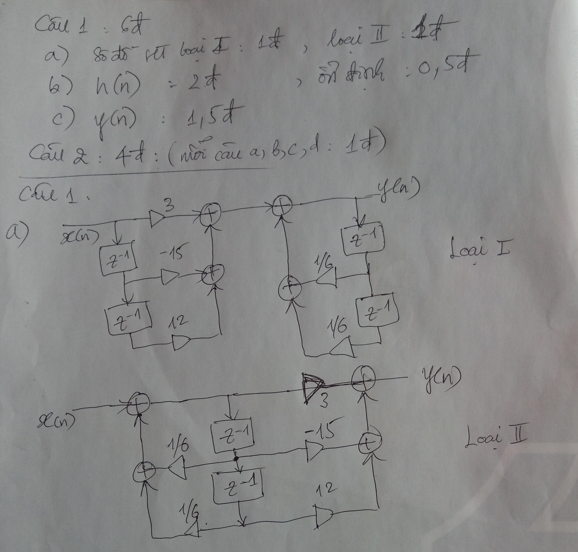 Câu 1 : 6đ
a) Sơ đồ loại I : 1đ , loại II : 1đ
b) h(n) : 2đ , ổn định : 0,5đ
c) y(n) : 1,5đ
Câu 2 : 4đ : (mỗi câu a, b, c, d : 1đ)
Câu 1.
a)
x(n) 3 y(n)
z⁻¹ -15 1/6 z⁻¹ Loại I
z⁻¹ 12 1/6 z⁻¹
x(n) 3 y(n)
1/6 z⁻¹ -15 Loại II
1/6 z⁻¹ 12